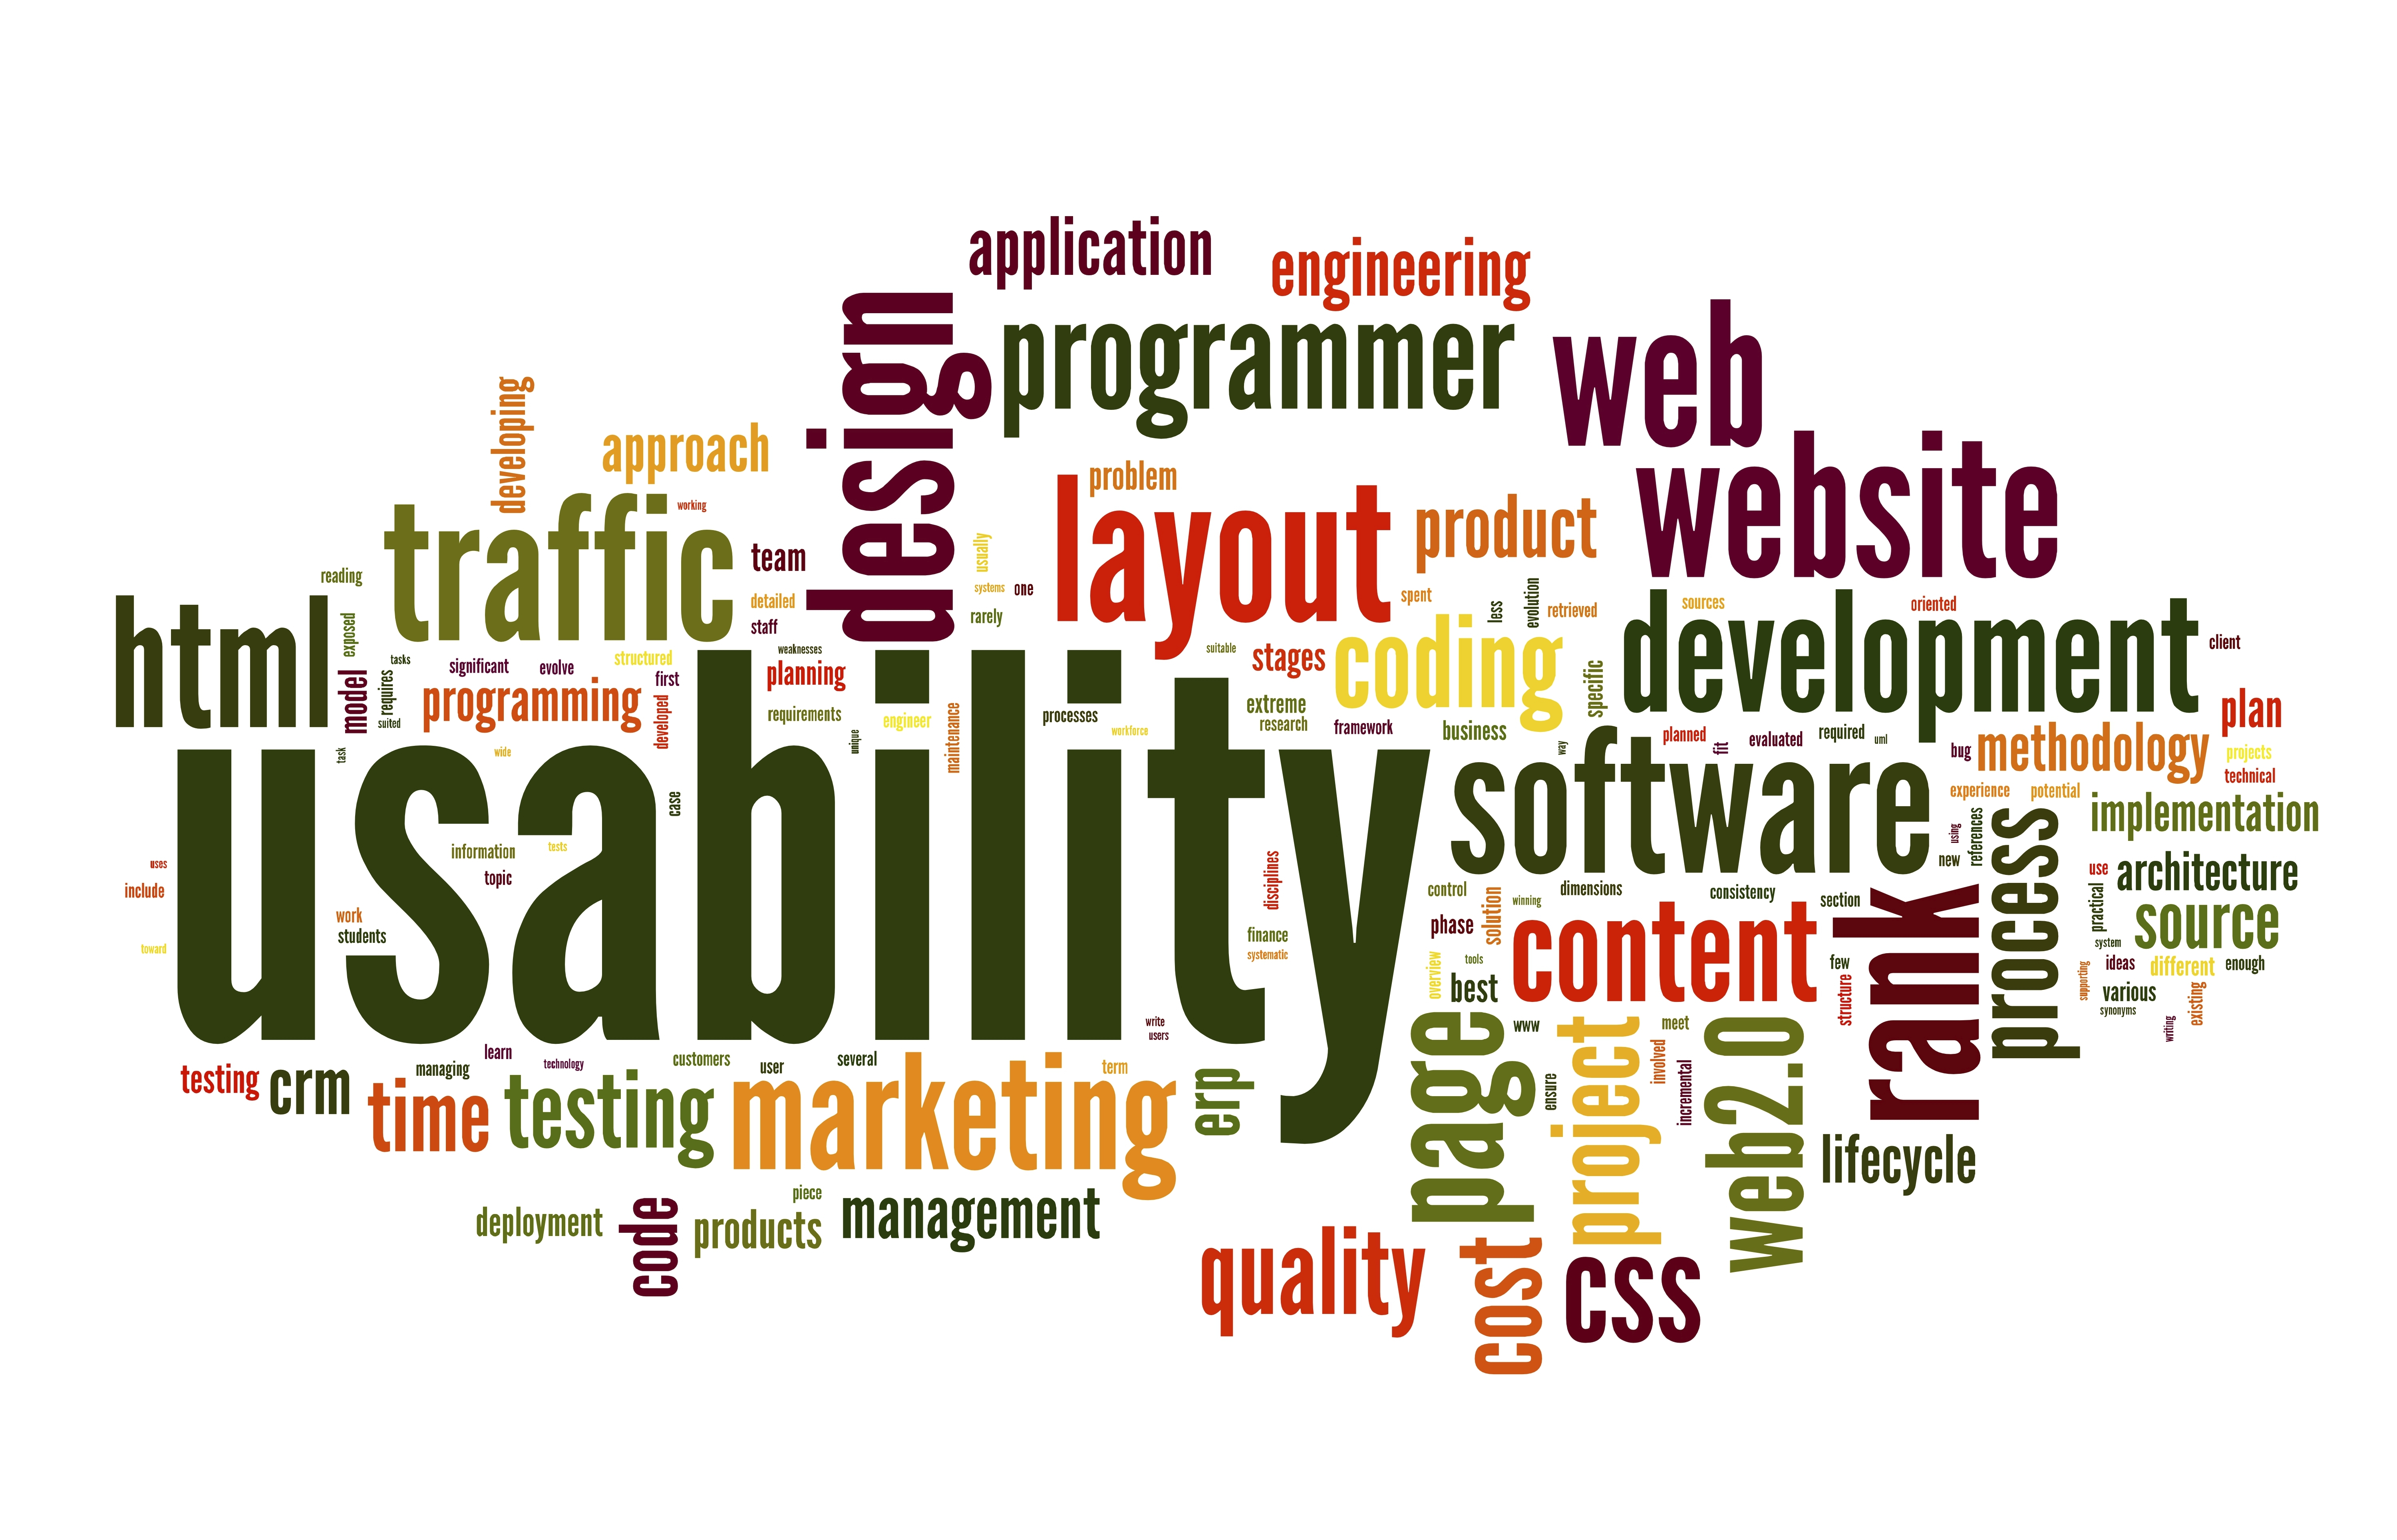 application
engineering
design
programmer
web
developing
approach
problem
website
traffic
working
layout
product
team
usually
reading
systems
one
detailed
spent
less
evolution
retrieved
sources
oriented
html
exposed
staff
rarely
coding
development
client
tasks
significant
evolve
structured
weaknesses
suitable
stages
specific
model
requires
suited
programming
first
developed
planning
requirements
engineer
maintenance
processes
workforce
extreme
research
framework
business
plan
task
wide
unique
usability
way
software
planned
fit
evaluated
required
uml
bug
methodology
projects
technical
case
experience
potential
implementation
information
tests
topic
uses
include
disciplines
using
references
new
process
use
architecture
control
solution
winning
dimensions
consistency
section
rank
practical
source
work
students
phase
content
toward
finance
systematic
tools
overview
best
few
structure
system
ideas
different
enough
supporting
various
existing
synonyms
writing
write
users
www
page
project
meet
web2.0
learn
managing
technology
customers
user
several
term
testing
crm
time
testing
marketing
erp
ensure
involved
incremental
lifecycle
piece
deployment
code
products
management
quality
cost
css